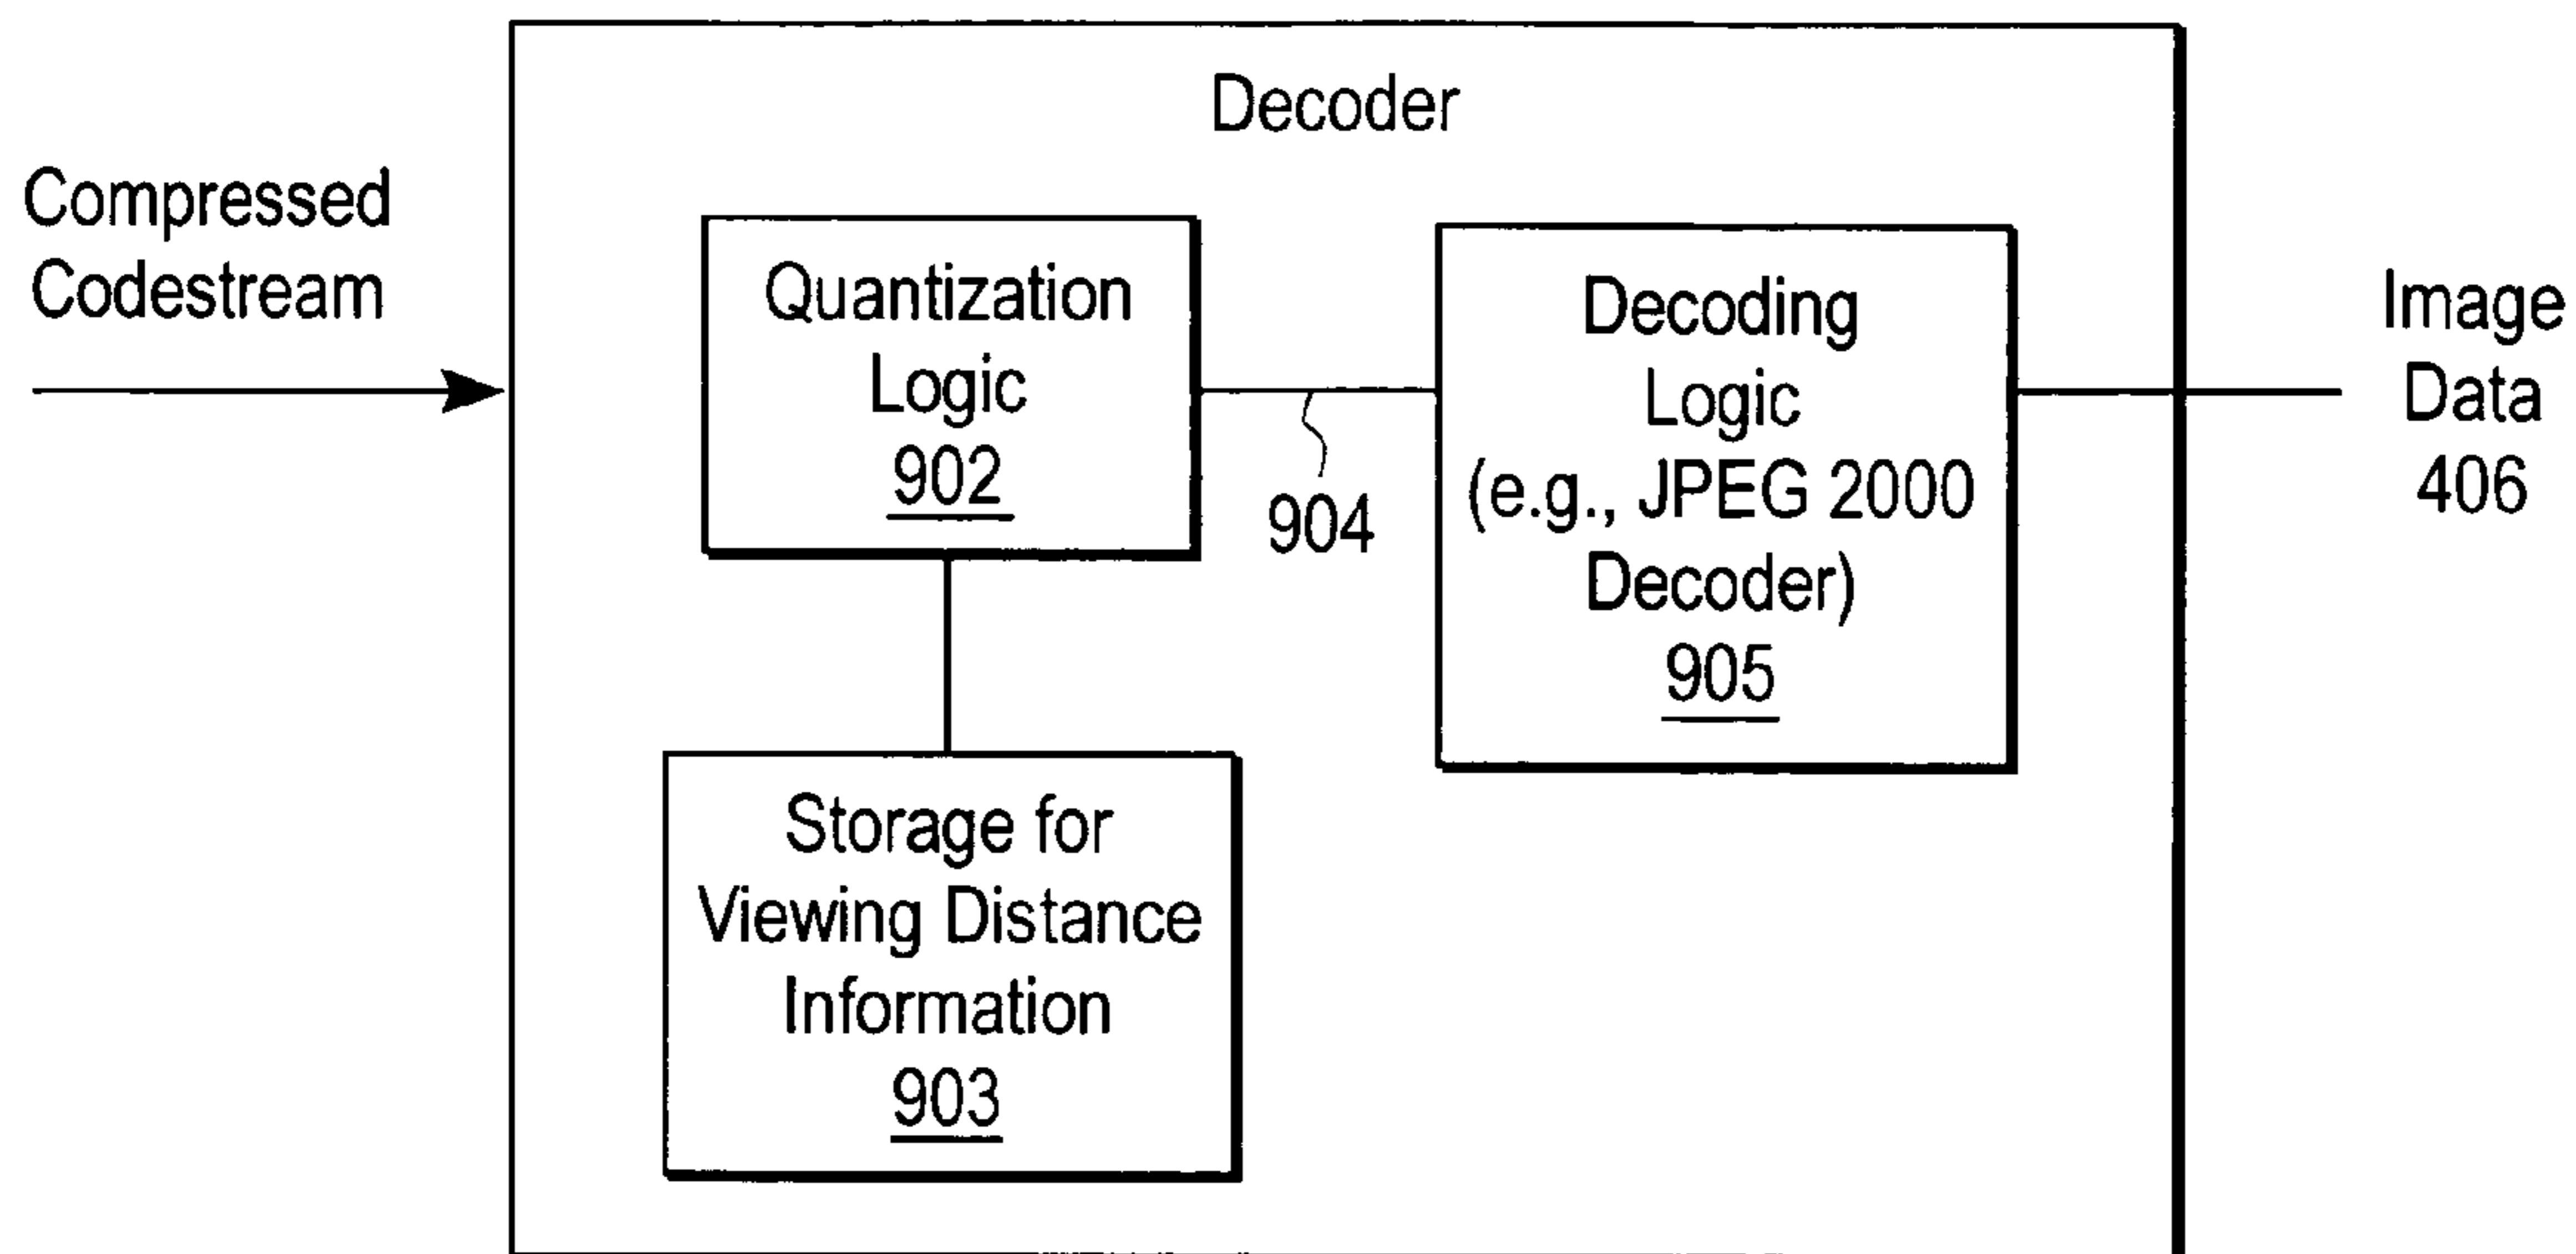 Decoder
Compressed
Codestream
Quantization
Logic
902
904
Decoding
Logic
(e.g., JPEG 2000
Decoder)
905
Image
Data
406
Storage for
Viewing Distance
Information
903